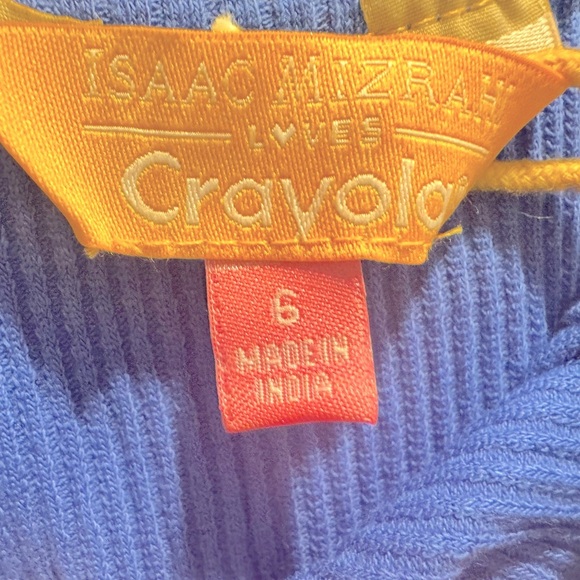 ISAAC MIZRAHI
LOVES
Crayola
6
MADE IN
INDIA